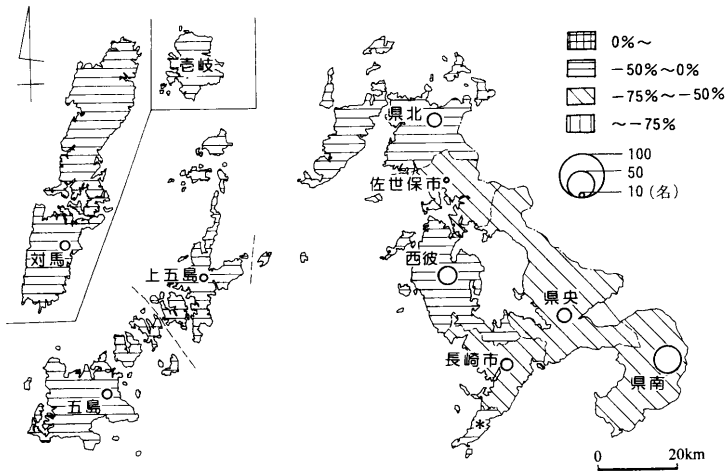 壱岐
対馬
上五島
五島
県北
佐世保市
西彼
県央
長崎市
県南
*
0%~
-50%~0%
-75%~-50%
~-75%
100
50
10(名)
0 20km